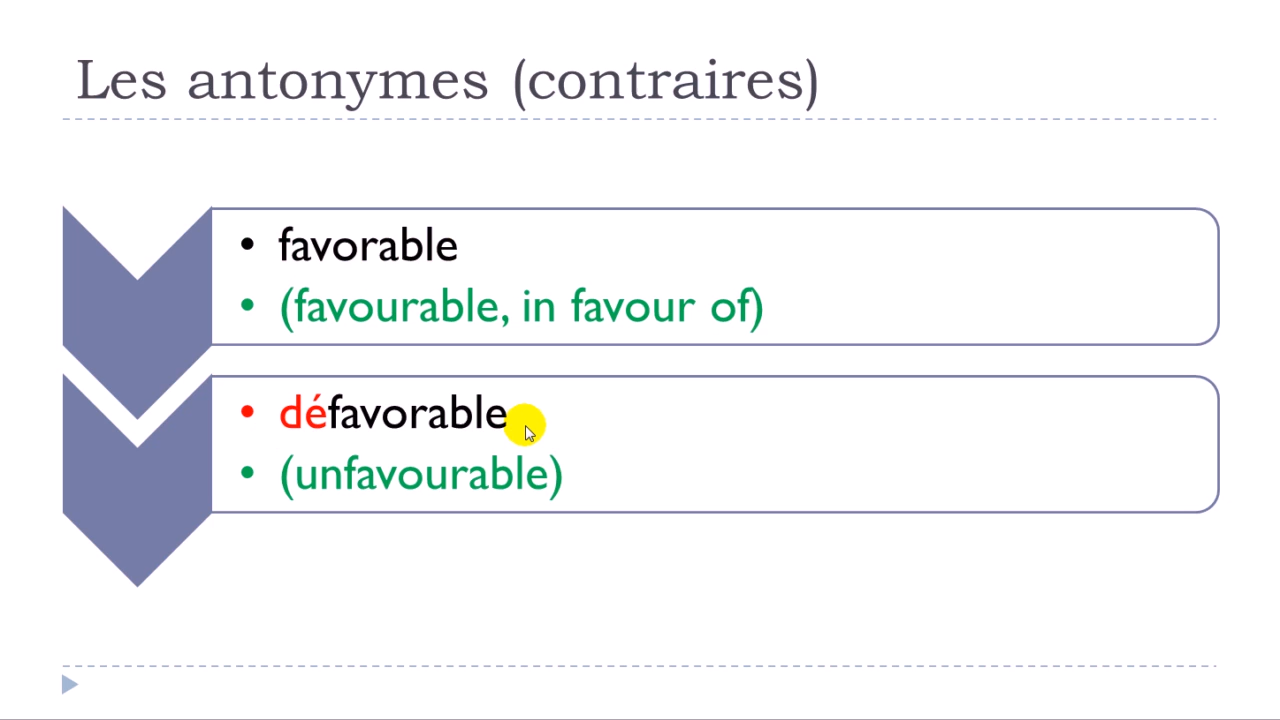 Les antonymes (contraires)
• favorable
• (favourable, in favour of)
• défavorable
• (unfavourable)